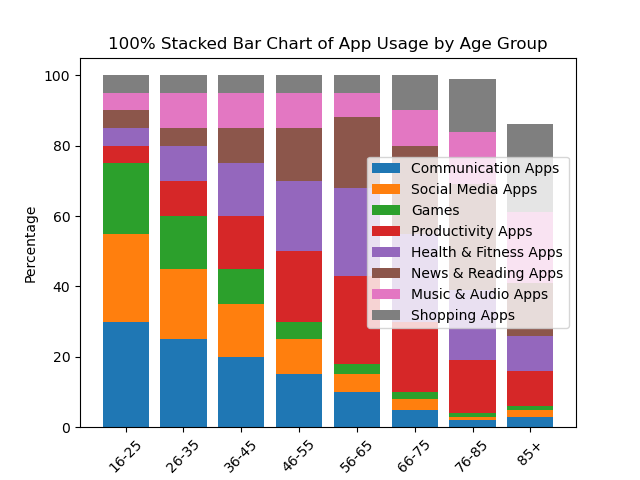 100% Stacked Bar Chart of App Usage by Age Group
Percentage
100
80
60
40
20
0
Communication Apps
Social Media Apps
Games
Productivity Apps
Health & Fitness Apps
News & Reading Apps
Music & Audio Apps
Shopping Apps
16-25
26-35
36-45
46-55
56-65
66-75
76-85
85+